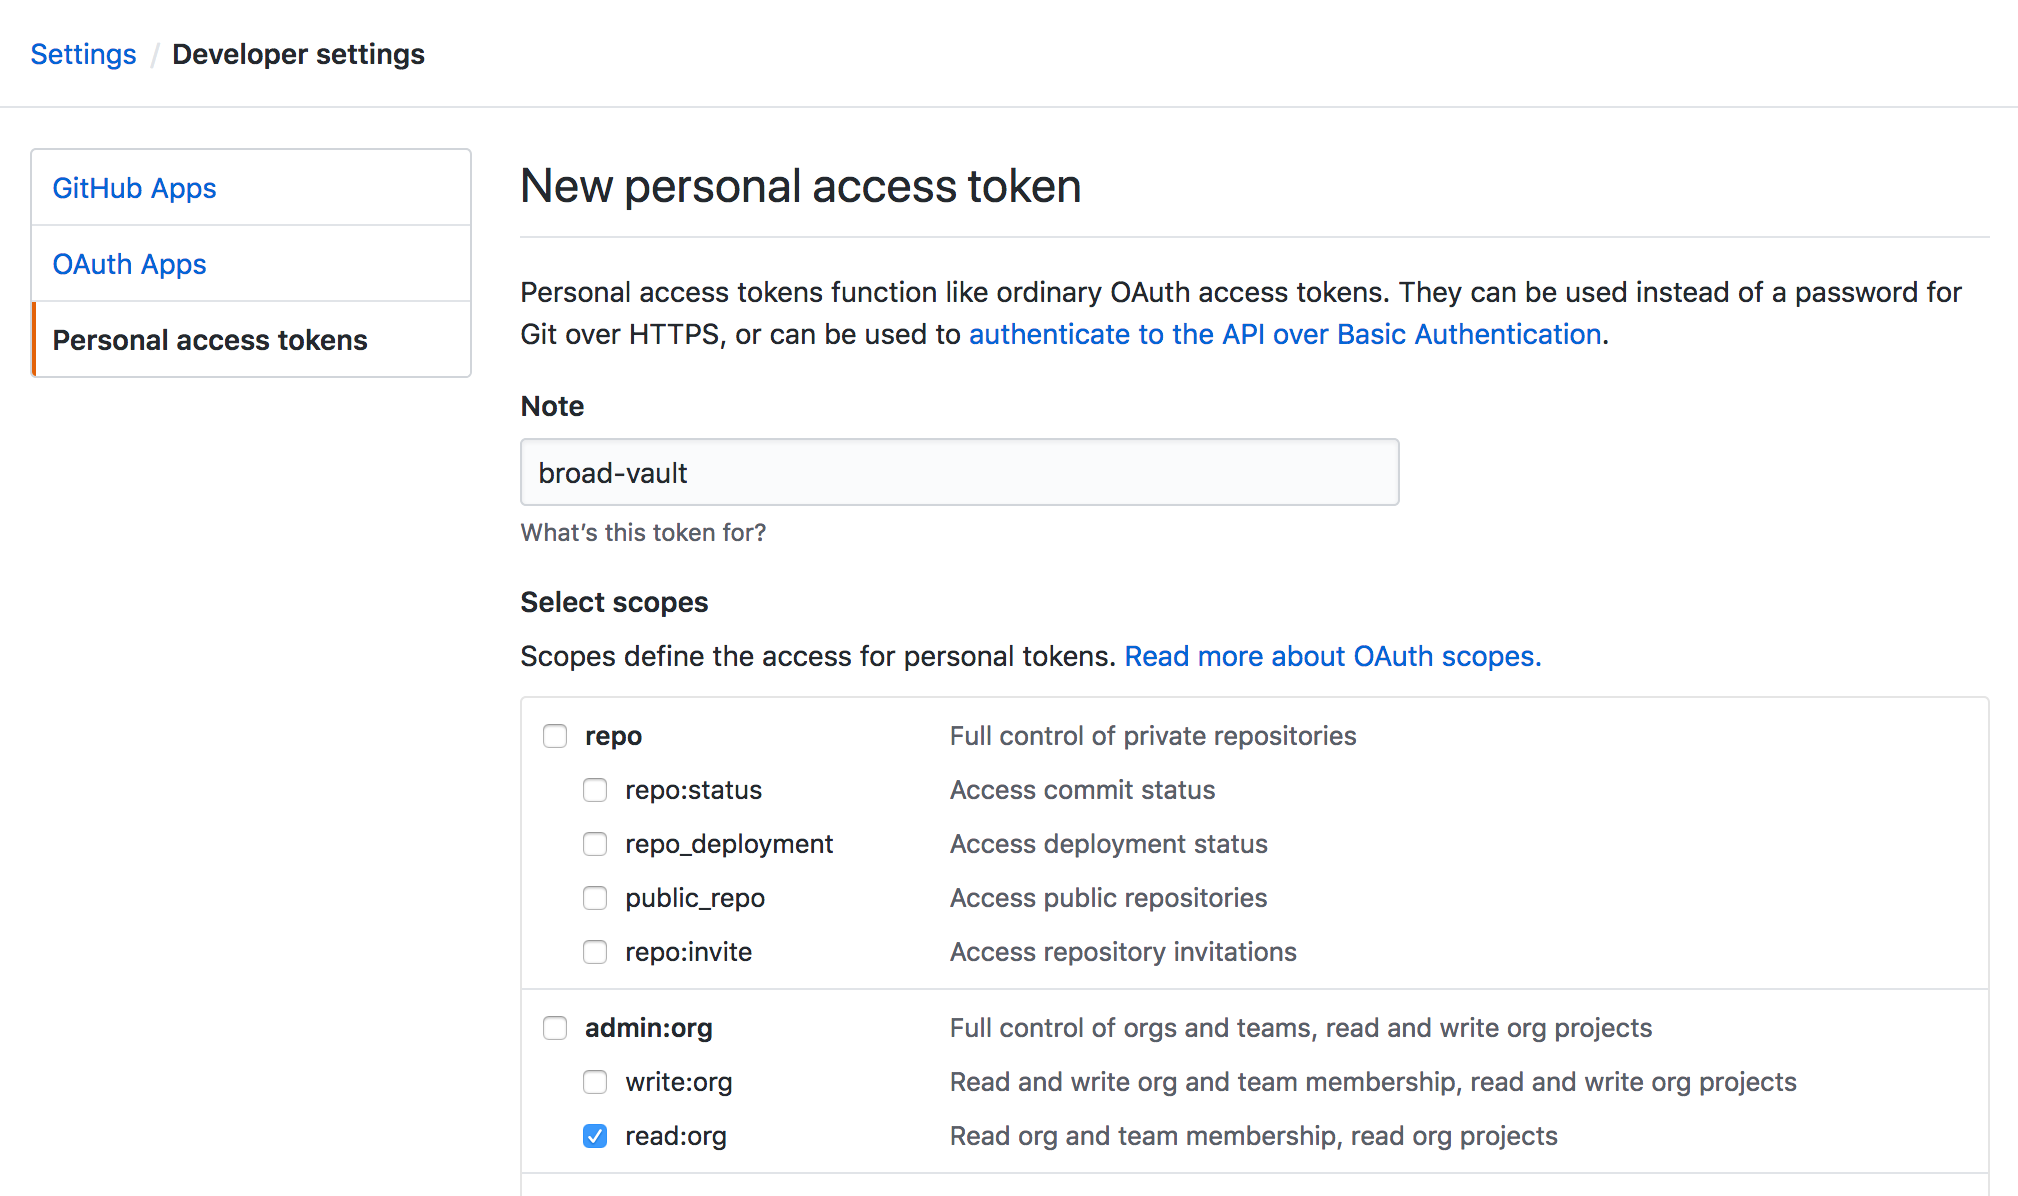 Settings / Developer settings
GitHub Apps
OAuth Apps
Personal access tokens
New personal access token
Personal access tokens function like ordinary OAuth access tokens. They can be used instead of a password for
Git over HTTPS, or can be used to authenticate to the API over Basic Authentication.
Note
broad-vault
What's this token for?
Select scopes
Scopes define the access for personal tokens. Read more about OAuth scopes.
repo Full control of private repositories
repo:status Access commit status
repo_deployment Access deployment status
public_repo Access public repositories
repo:invite Access repository invitations
admin:org Full control of orgs and teams, read and write org projects
write:org Read and write org and team membership, read and write org projects
read:org Read org and team membership, read org projects